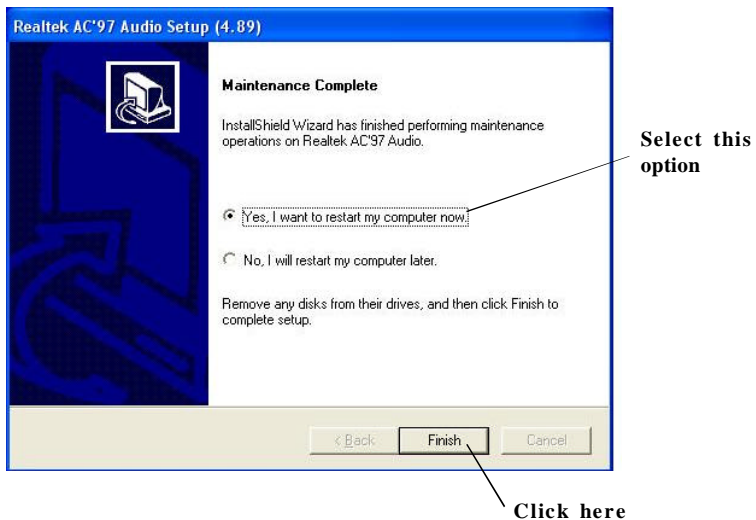 Realtek AC'97 Audio Setup (4.89)
Maintenance Complete
InstallShield Wizard has finished performing maintenance
operations on Realtek AC'97 Audio.
Select this
option
Yes, I want to restart my computer now.
No, I will restart my computer later.
Remove any disks from their drives, and then click Finish to
complete setup.
< Back
Finish
Cancel
Click here